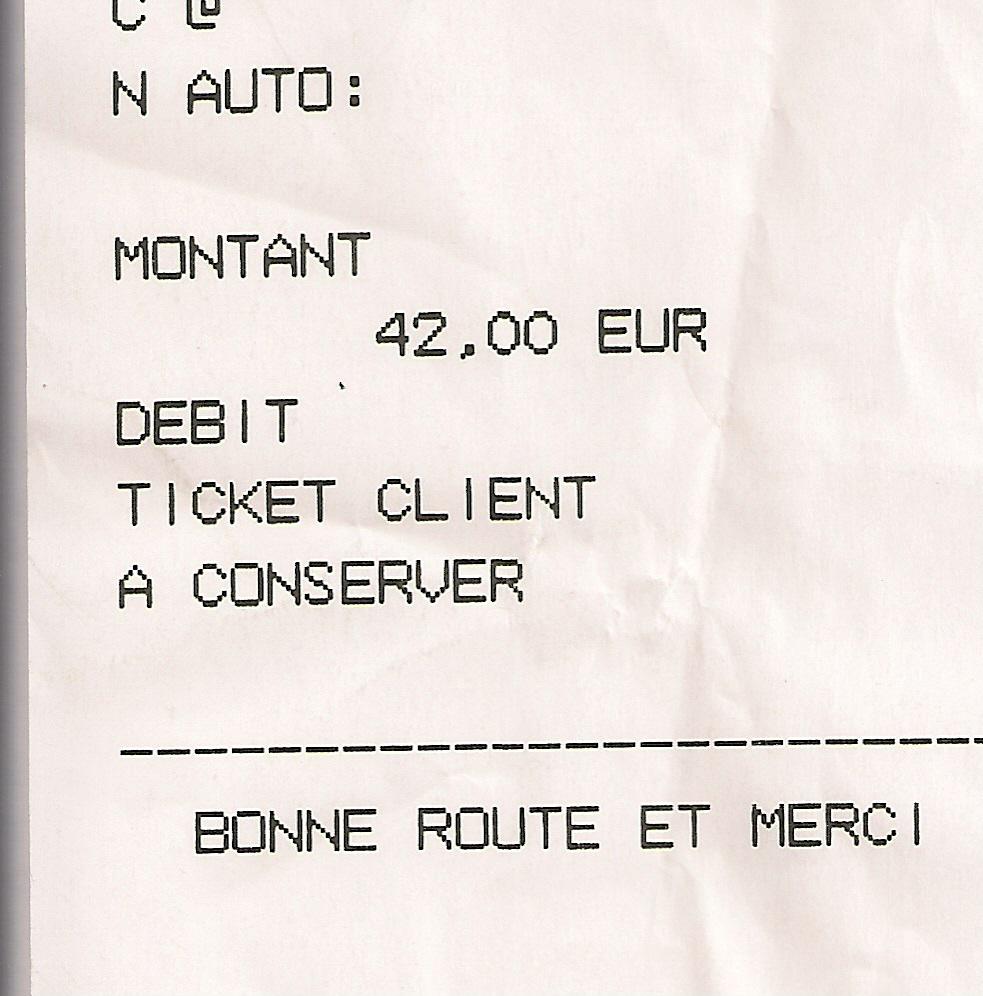 C @
N AUTO:
MONTANT
42,00 EUR
DEBIT
TICKET CLIENT
A CONSERVER
--------------------------
BONNE ROUTE ET MERCI